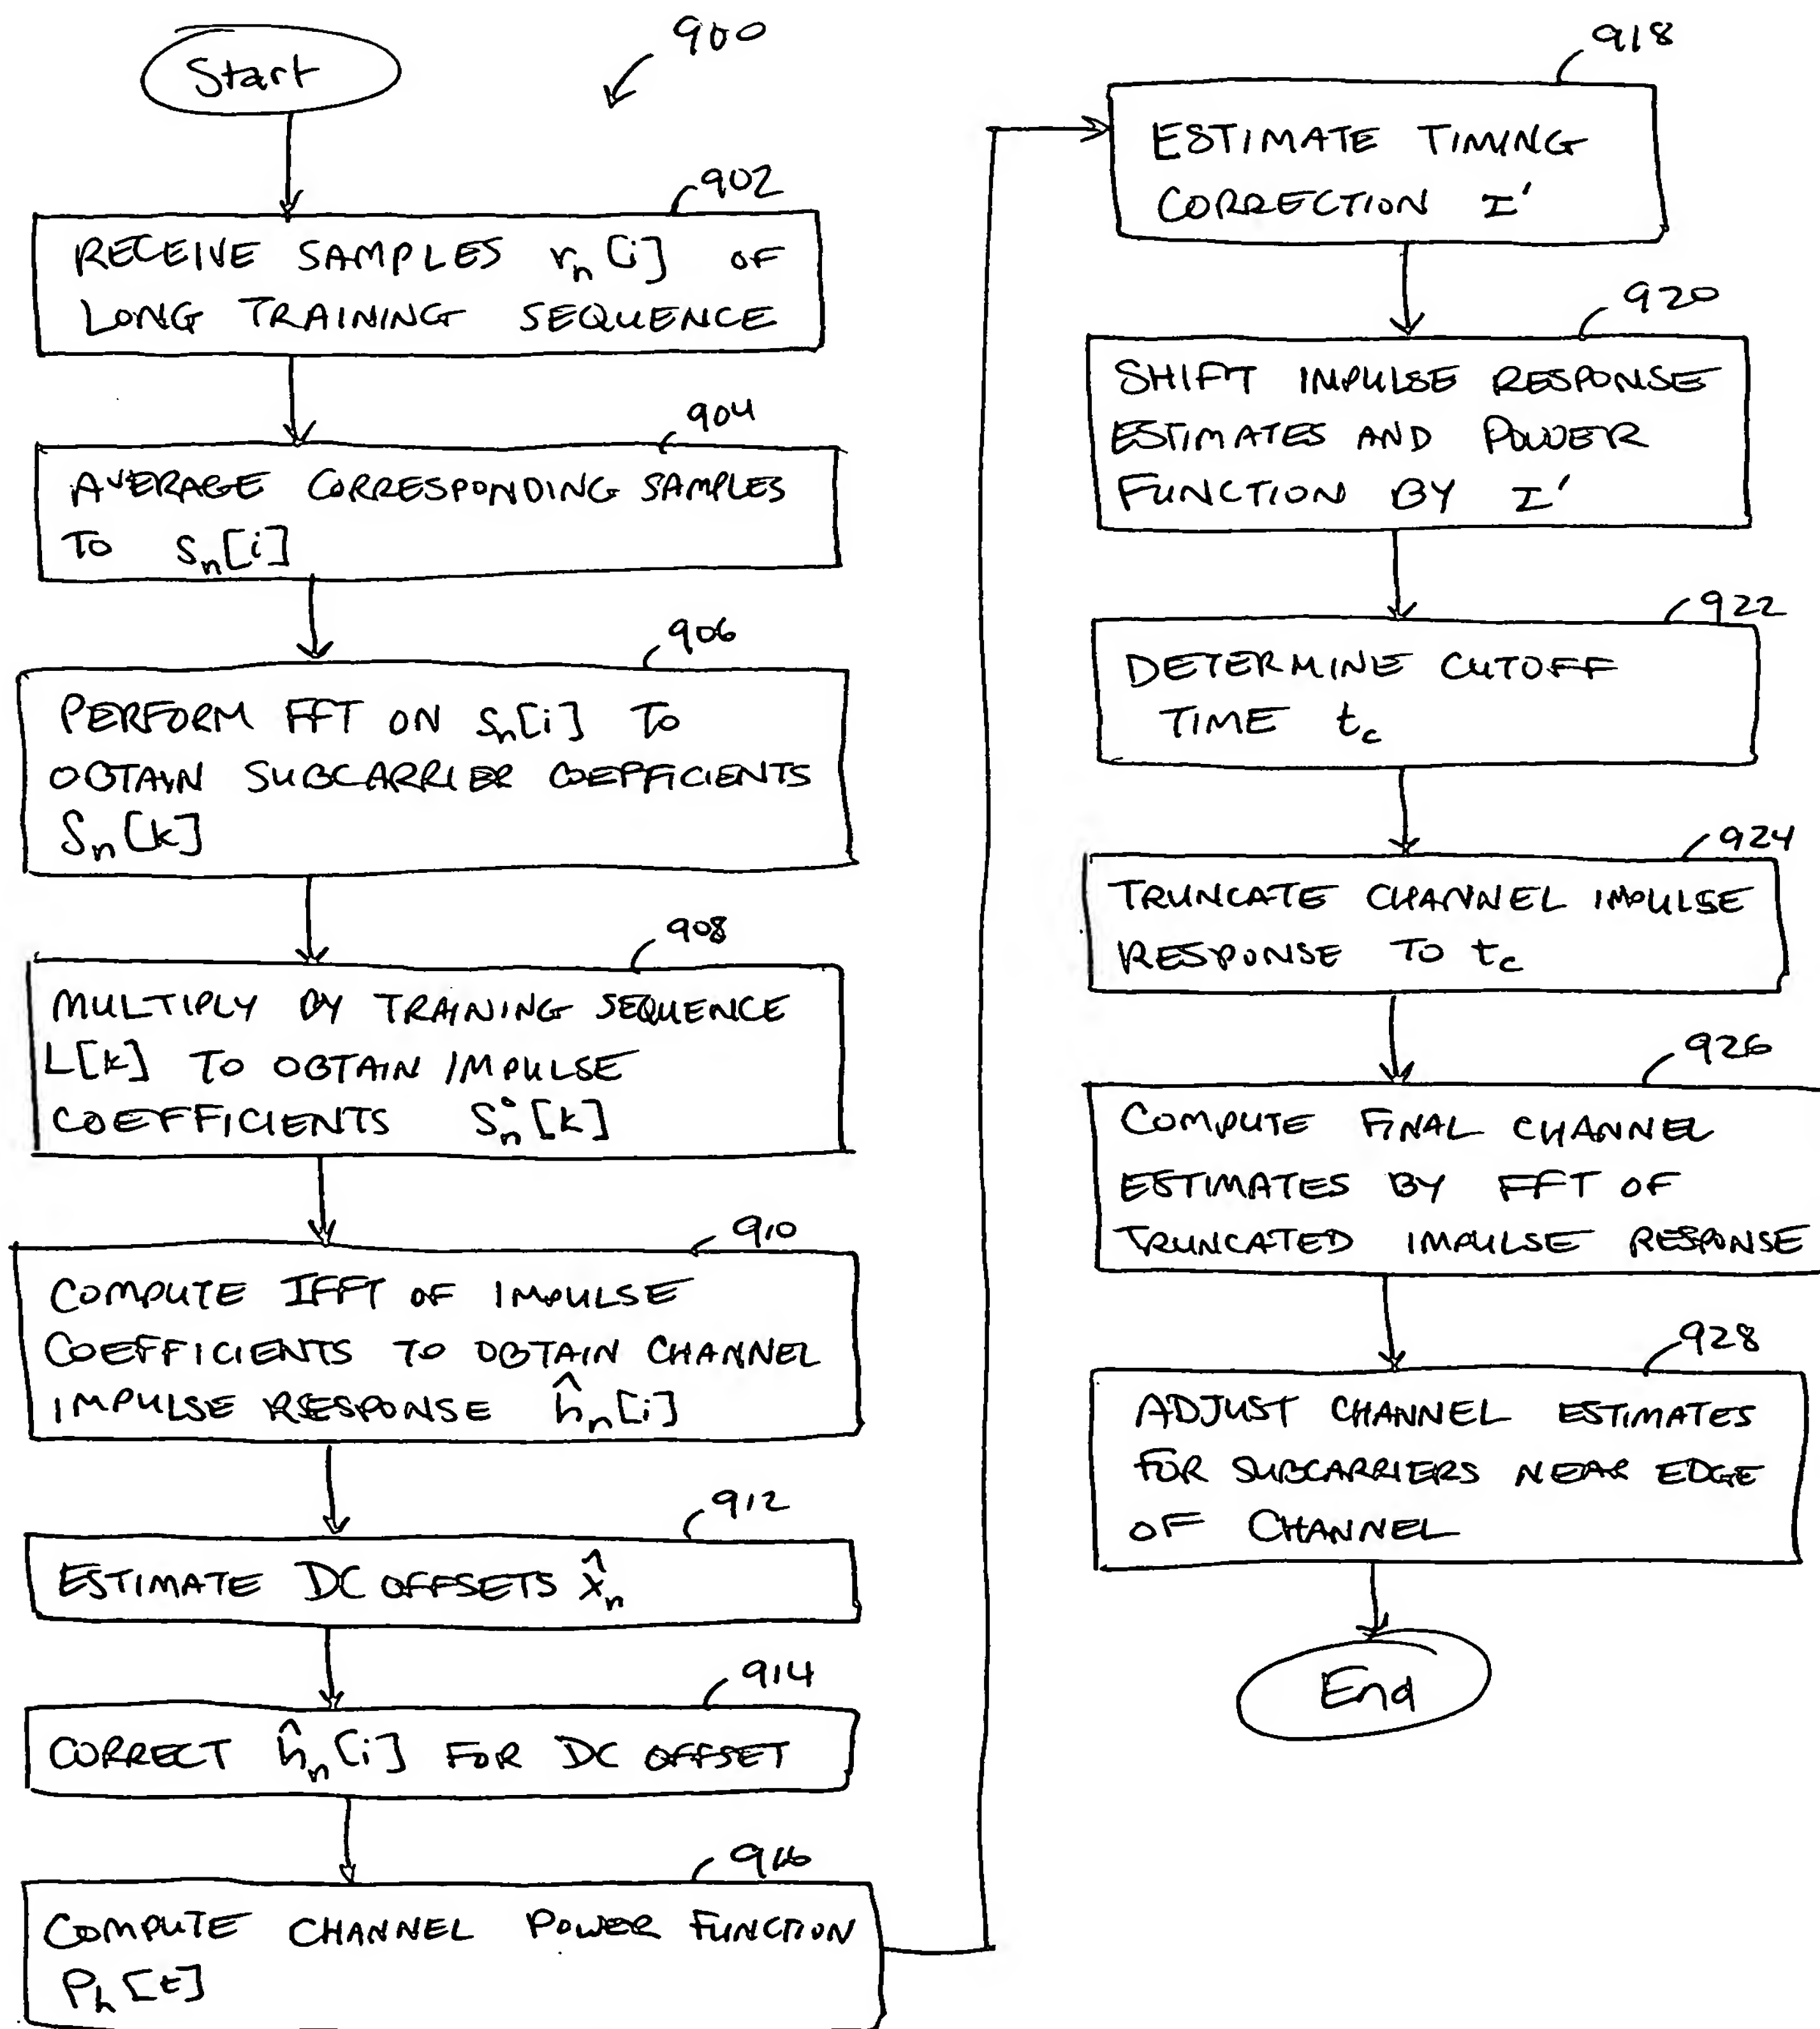 Start
900
902
RECEIVE SAMPLES rₙ[i] OF
LONG TRAINING SEQUENCE
904
AVERAGE CORRESPONDING SAMPLES
TO sₙ[i]
906
PERFORM FFT ON sₙ[i] TO
OBTAIN SUBCARRIER COEFFICIENTS
Sₙ[k]
908
MULTIPLY BY TRAINING SEQUENCE
L[k] TO OBTAIN IMPULSE
COEFFICIENTS S°ₙ[k]
910
COMPUTE IFFT OF IMPULSE
COEFFICIENTS TO OBTAIN CHANNEL
IMPULSE RESPONSE ĥₙ[i]
912
ESTIMATE DC OFFSETS x̂ₙ
914
CORRECT ĥₙ[i] FOR DC OFFSET
916
COMPUTE CHANNEL POWER FUNCTION
Pₕ[t]
918
ESTIMATE TIMING
CORRECTION I'
920
SHIFT IMPULSE RESPONSE
ESTIMATES AND POWER
FUNCTION BY I'
922
DETERMINE CUTOFF
TIME t_c
924
TRUNCATE CHANNEL IMPULSE
RESPONSE TO t_c
926
COMPUTE FINAL CHANNEL
ESTIMATES BY FFT OF
TRUNCATED IMPULSE RESPONSE
928
ADJUST CHANNEL ESTIMATES
FOR SUBCARRIERS NEAR EDGE
OF CHANNEL
End